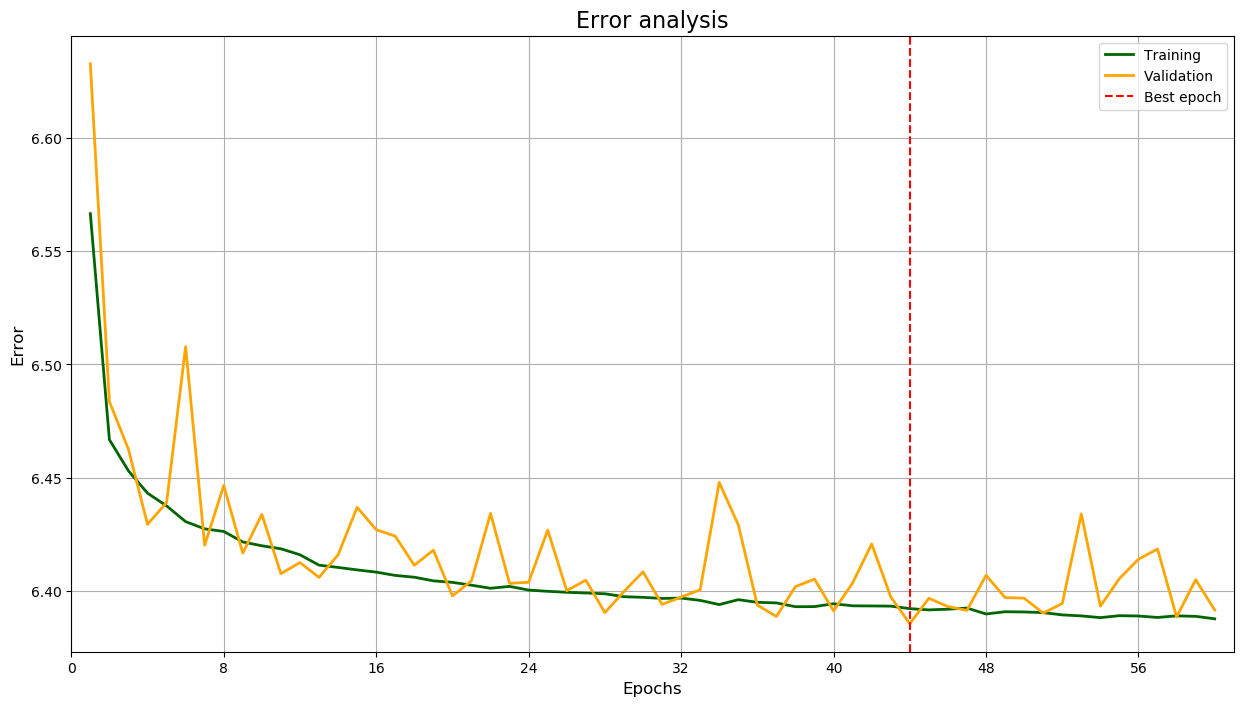 Error analysis
Training
Validation
Best epoch
6.60
6.55
6.50
6.45
6.40
Error
0 8 16 24 32 40 48 56
Epochs